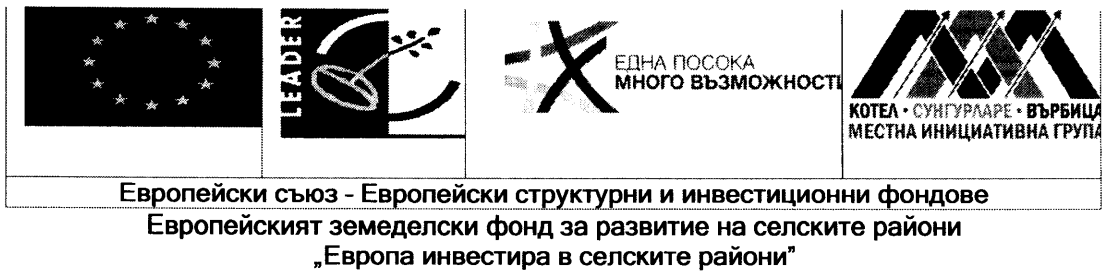 LEADER
ЕДНА ПОСОКА
МНОГО ВЪЗМОЖНОСТИ
КОТЕЛ • СУНГУРЛАРЕ • ВЪРБИЦА
МЕСТНА ИНИЦИАТИВНА ГРУПА
Европейски съюз - Европейски структурни и инвестиционни фондове
Европейският земеделски фонд за развитие на селските райони
„Европа инвестира в селските райони”